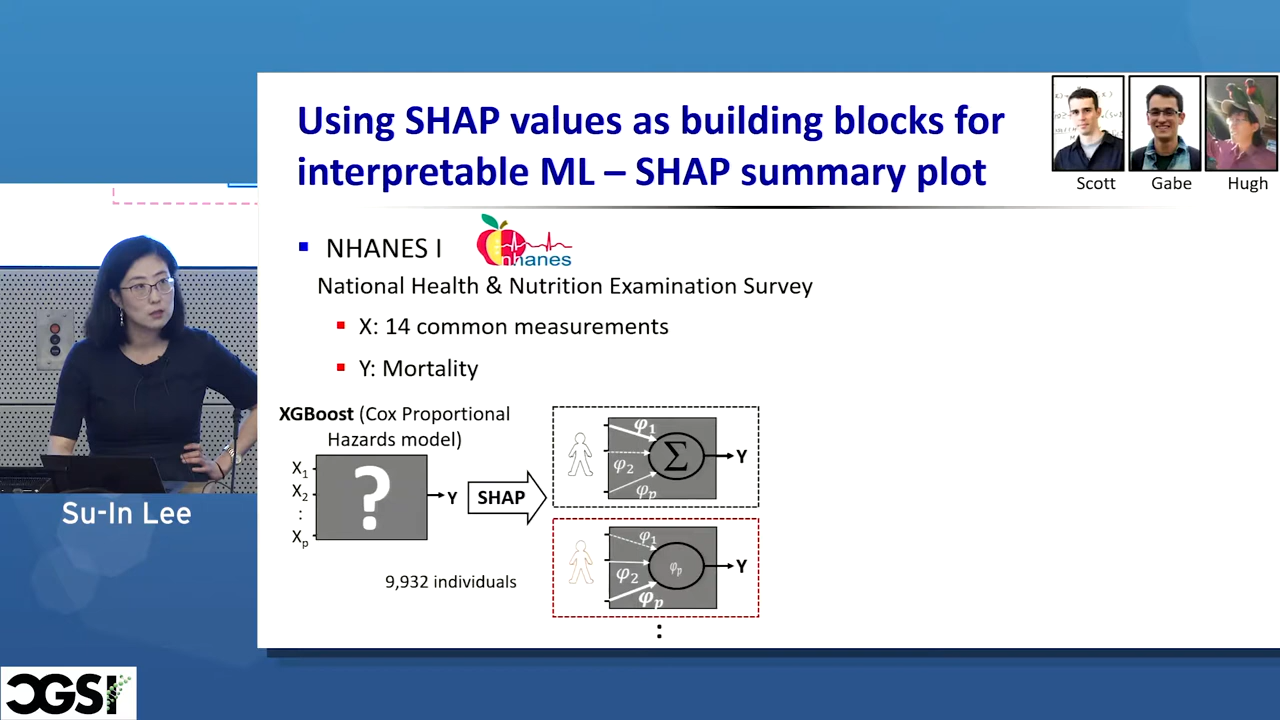 Using SHAP values as building blocks for
interpretable ML – SHAP summary plot
Scott
Gabe
Hugh
NHANES I
nhanes
National Health & Nutrition Examination Survey
X: 14 common measurements
Y: Mortality
XGBoost (Cox Proportional
Hazards model)
X1
X2
:
Xp
?
Y
SHAP
φ1
φ2
φp
Σ
Y
φ1
φ2
φp
φp
Y
:
9,932 individuals
Su-In Lee
CGSI